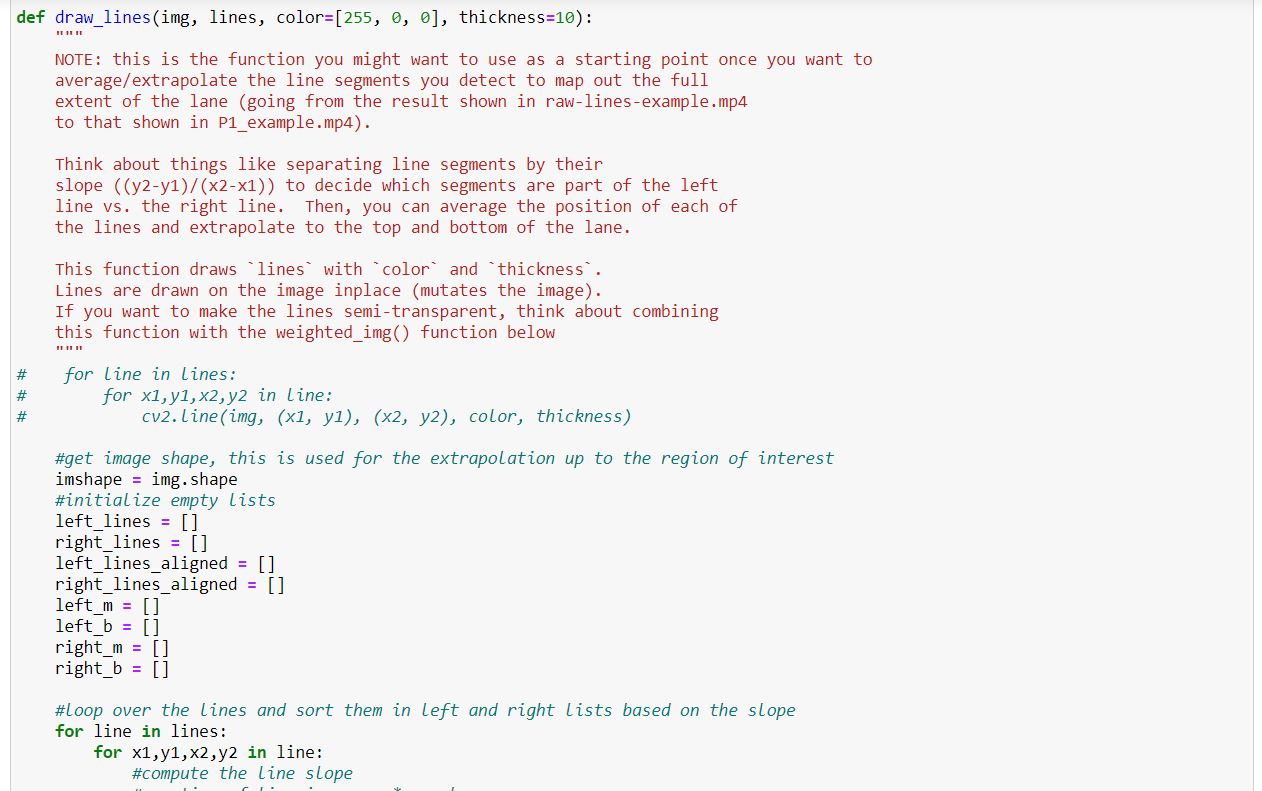 def draw_lines(img, lines, color=[255, 0, 0], thickness=10):
    """
    NOTE: this is the function you might want to use as a starting point once you want to
    average/extrapolate the line segments you detect to map out the full
    extent of the lane (going from the result shown in raw-lines-example.mp4
    to that shown in P1_example.mp4).

    Think about things like separating line segments by their
    slope ((y2-y1)/(x2-x1)) to decide which segments are part of the left
    line vs. the right line.  Then, you can average the position of each of
    the lines and extrapolate to the top and bottom of the lane.

    This function draws `lines` with `color` and `thickness`.
    Lines are drawn on the image inplace (mutates the image).
    If you want to make the lines semi-transparent, think about combining
    this function with the weighted_img() function below
    """
#    for line in lines:
#        for x1,y1,x2,y2 in line:
#            cv2.line(img, (x1, y1), (x2, y2), color, thickness)

    #get image shape, this is used for the extrapolation up to the region of interest
    imshape = img.shape
    #initialize empty lists
    left_lines = []
    right_lines = []
    left_lines_aligned = []
    right_lines_aligned = []
    left_m = []
    left_b = []
    right_m = []
    right_b = []

    #loop over the lines and sort them in left and right lists based on the slope
    for line in lines:
        for x1,y1,x2,y2 in line:
            #compute the line slope